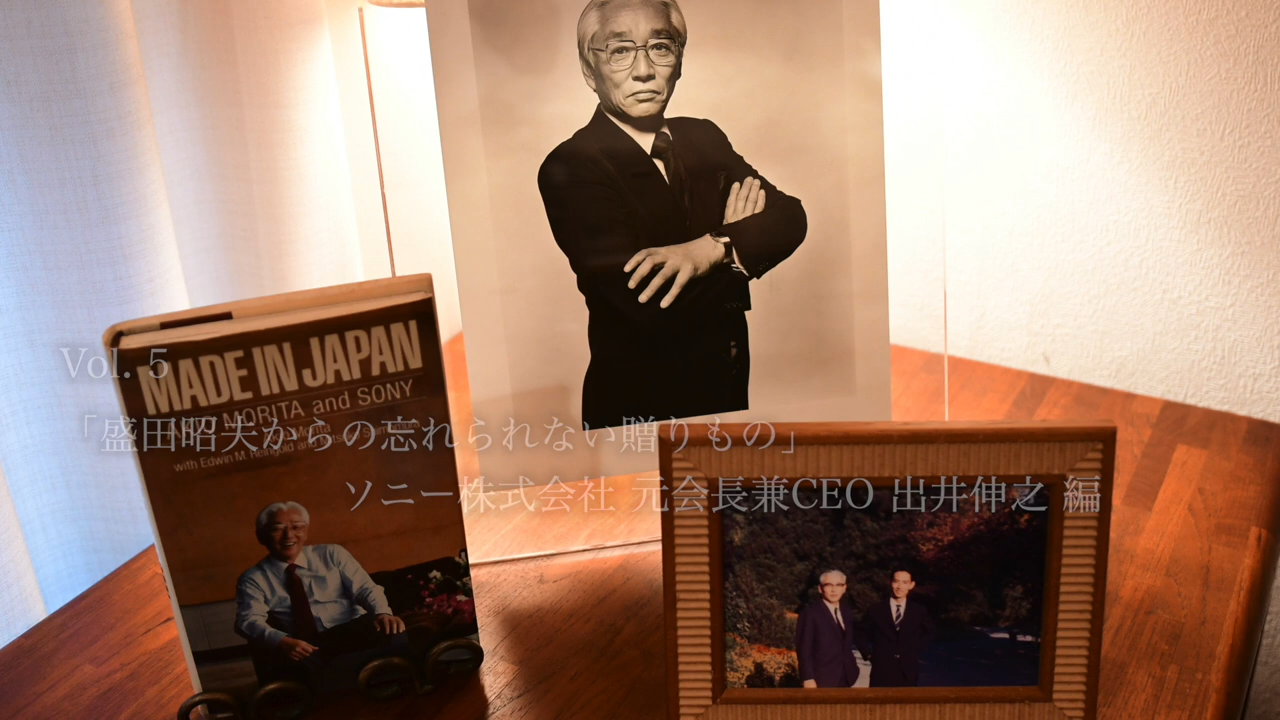 Vol. 5
「盛田昭夫からの忘れられない贈りもの」
ソニー株式会社 元会長兼CEO 出井伸之 編
MADE IN JAPAN
MORITA and SONY
Morita
with Edwin M. Reingold and